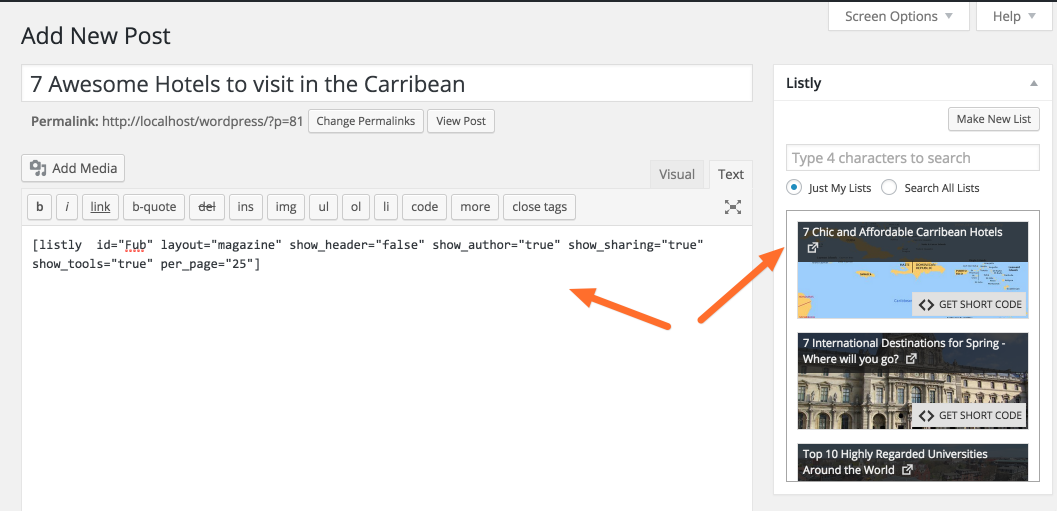 Screen Options
Help
Add New Post
7 Awesome Hotels to visit in the Carribean
Permalink: http://localhost/wordpress/?p=81 Change Permalinks View Post
Add Media
Visual Text
b i link b-quote del ins img ul ol li code more close tags
[listly id="Fub" layout="magazine" show_header="false" show_author="true" show_sharing="true"
show_tools="true" per_page="25"]
Listly
Make New List
Type 4 characters to search
Just My Lists Search All Lists
7 Chic and Affordable Carribean Hotels
GET SHORT CODE
7 International Destinations for Spring -
Where will you go?
GET SHORT CODE
Top 10 Highly Regarded Universities
Around the World